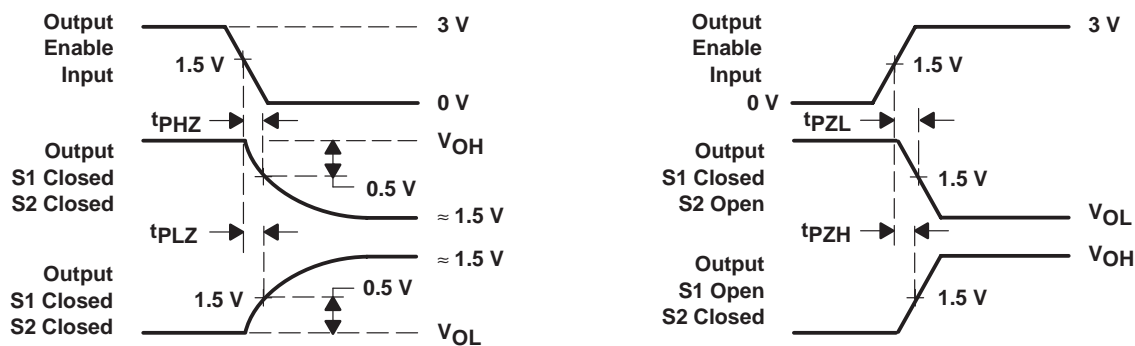 Output
Enable
Input
3 V
1.5 V
0 V
tPHZ
VOH
Output
S1 Closed
S2 Closed
0.5 V
≈ 1.5 V
tPLZ
≈ 1.5 V
Output
S1 Closed
S2 Closed
1.5 V
0.5 V
VOL
Output
Enable
Input
3 V
1.5 V
0 V
tPZL
Output
S1 Closed
S2 Open
1.5 V
VOL
tPZH
VOH
Output
S1 Open
S2 Closed
1.5 V